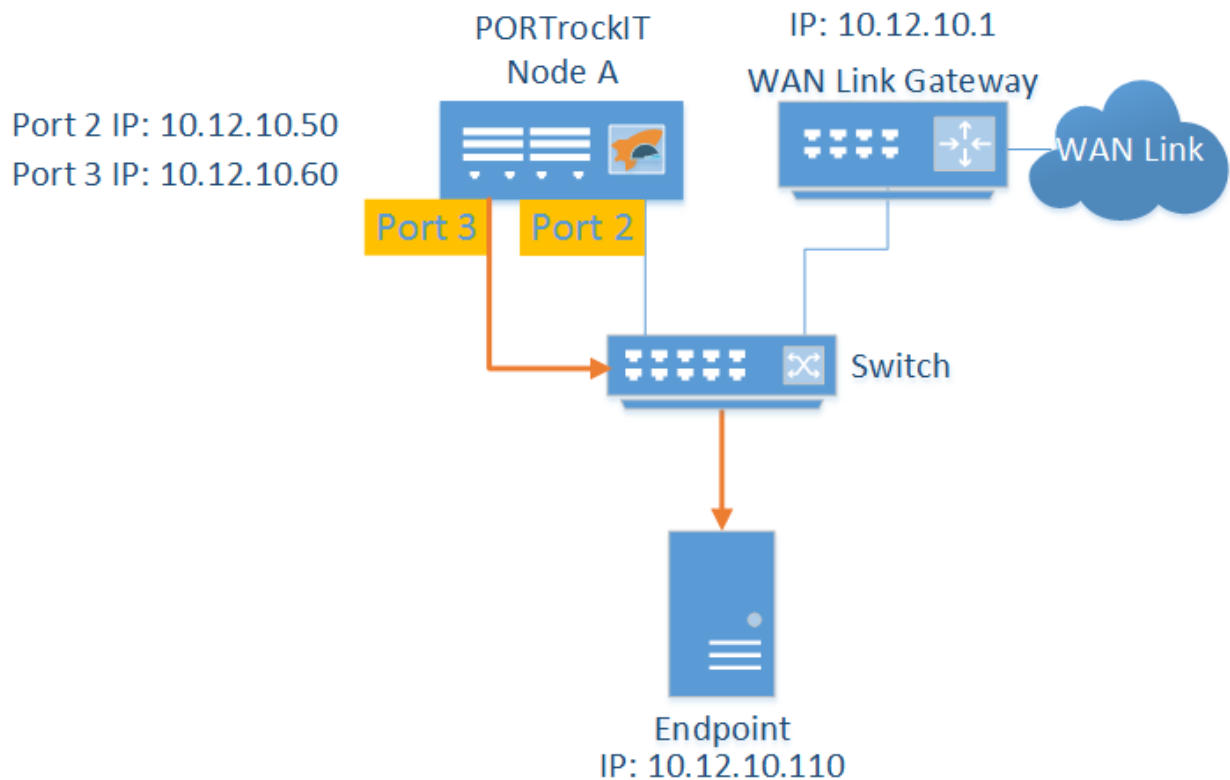 PORTrockIT
Node A
IP: 10.12.10.1
WAN Link Gateway
WAN Link
Port 2 IP: 10.12.10.50
Port 3 IP: 10.12.10.60
Port 3
Port 2
Switch
Endpoint
IP: 10.12.10.110